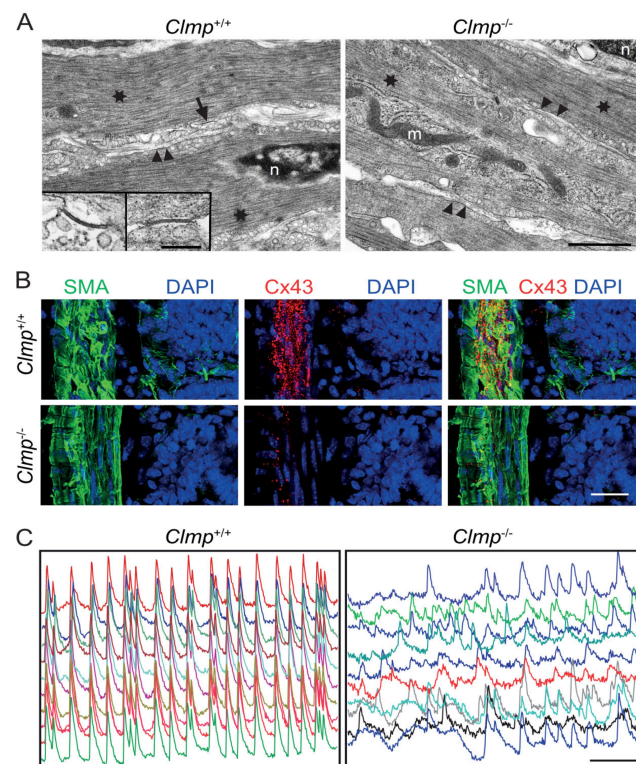 A
Clmp+/+
Clmp-/-
n
m
n
B
SMA DAPI
Cx43 DAPI
SMA Cx43 DAPI
Clmp+/+
Clmp-/-
C
Clmp+/+
Clmp-/-